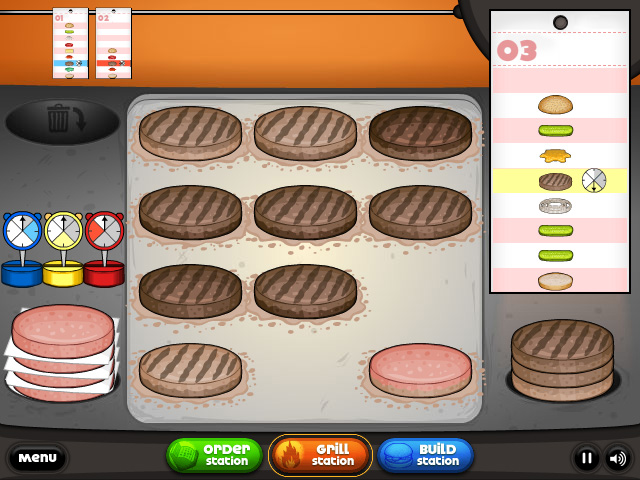 01
02
03
MENU
ORDER
STATION
GRILL
STATION
BUILD
STATION